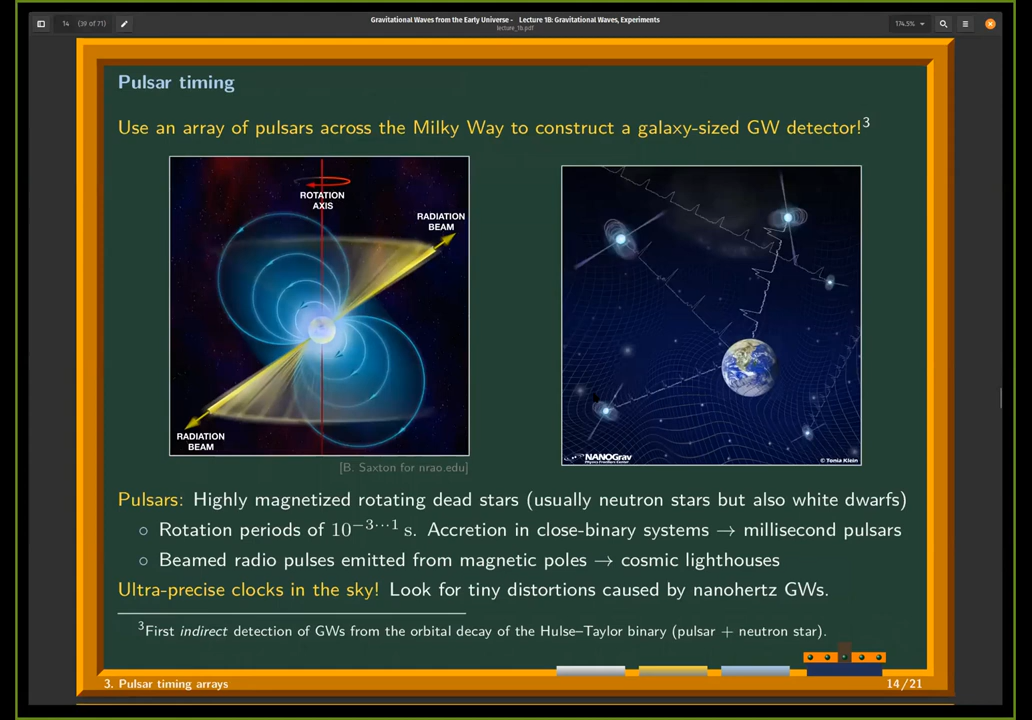 Gravitational Waves from the Early Universe - Lecture 1B: Gravitational Waves, Experiments
lecture_1b.pdf
14 (39 of 71)
174.5%
Pulsar timing
Use an array of pulsars across the Milky Way to construct a galaxy-sized GW detector!³
ROTATION
AXIS
RADIATION
BEAM
RADIATION
BEAM
[B. Saxton for nrao.edu]
NANOGrav
Physics Frontiers Center
© Tonia Klein
Pulsars: Highly magnetized rotating dead stars (usually neutron stars but also white dwarfs)
○ Rotation periods of 10⁻³···¹ s. Accretion in close-binary systems → millisecond pulsars
○ Beamed radio pulses emitted from magnetic poles → cosmic lighthouses
Ultra-precise clocks in the sky! Look for tiny distortions caused by nanohertz GWs.
³First indirect detection of GWs from the orbital decay of the Hulse–Taylor binary (pulsar + neutron star).
3. Pulsar timing arrays
14/21